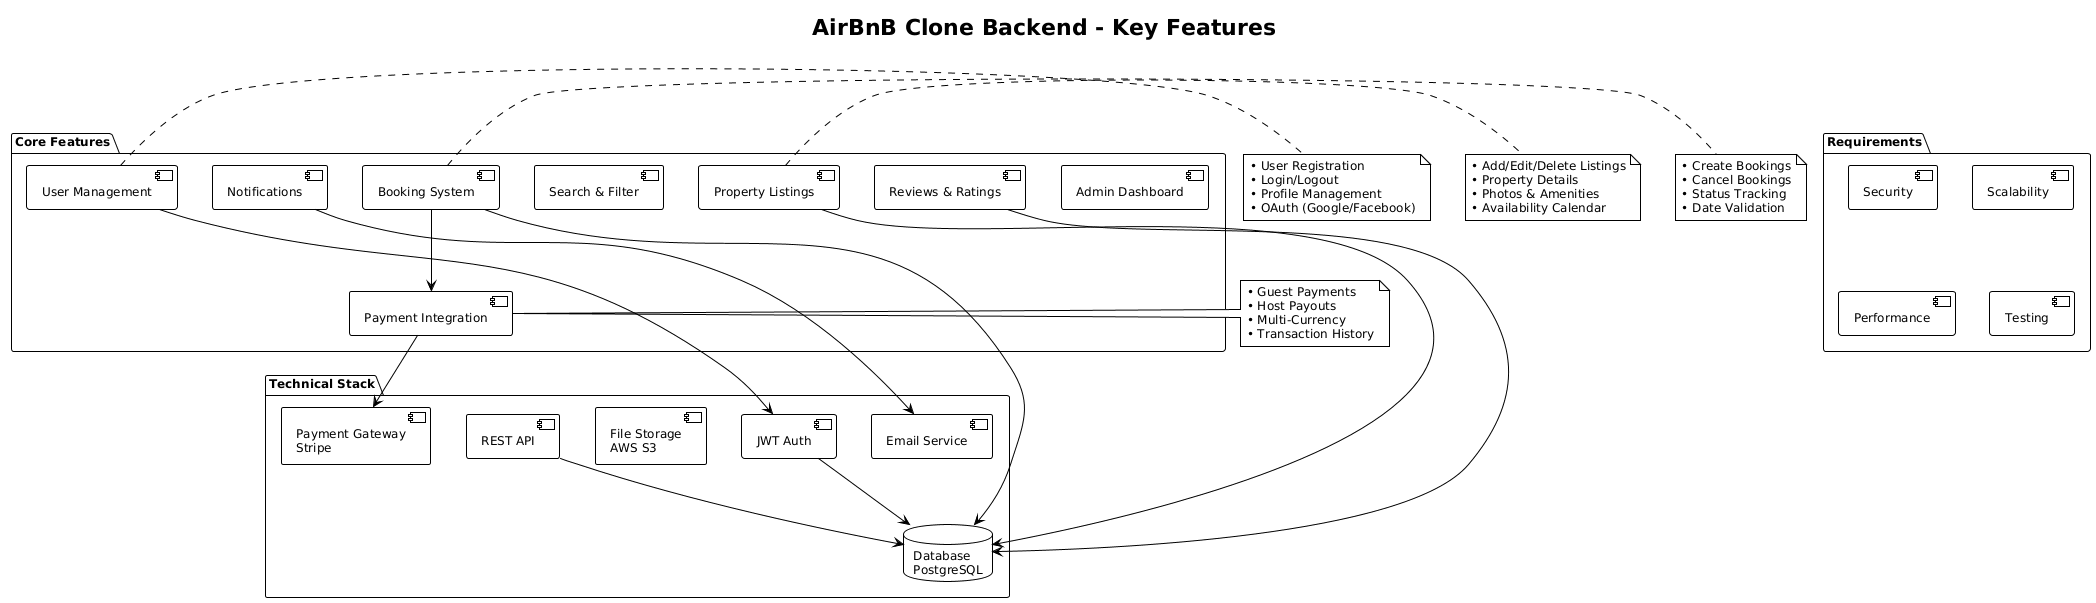 AirBnB Clone Backend - Key Features
Core Features
User Management
Notifications
Booking System
Search & Filter
Property Listings
Reviews & Ratings
Admin Dashboard
Payment Integration
• User Registration
• Login/Logout
• Profile Management
• OAuth (Google/Facebook)
• Add/Edit/Delete Listings
• Property Details
• Photos & Amenities
• Availability Calendar
• Create Bookings
• Cancel Bookings
• Status Tracking
• Date Validation
• Guest Payments
• Host Payouts
• Multi-Currency
• Transaction History
Requirements
Security
Scalability
Performance
Testing
Technical Stack
Payment Gateway
Stripe
REST API
File Storage
AWS S3
JWT Auth
Email Service
Database
PostgreSQL